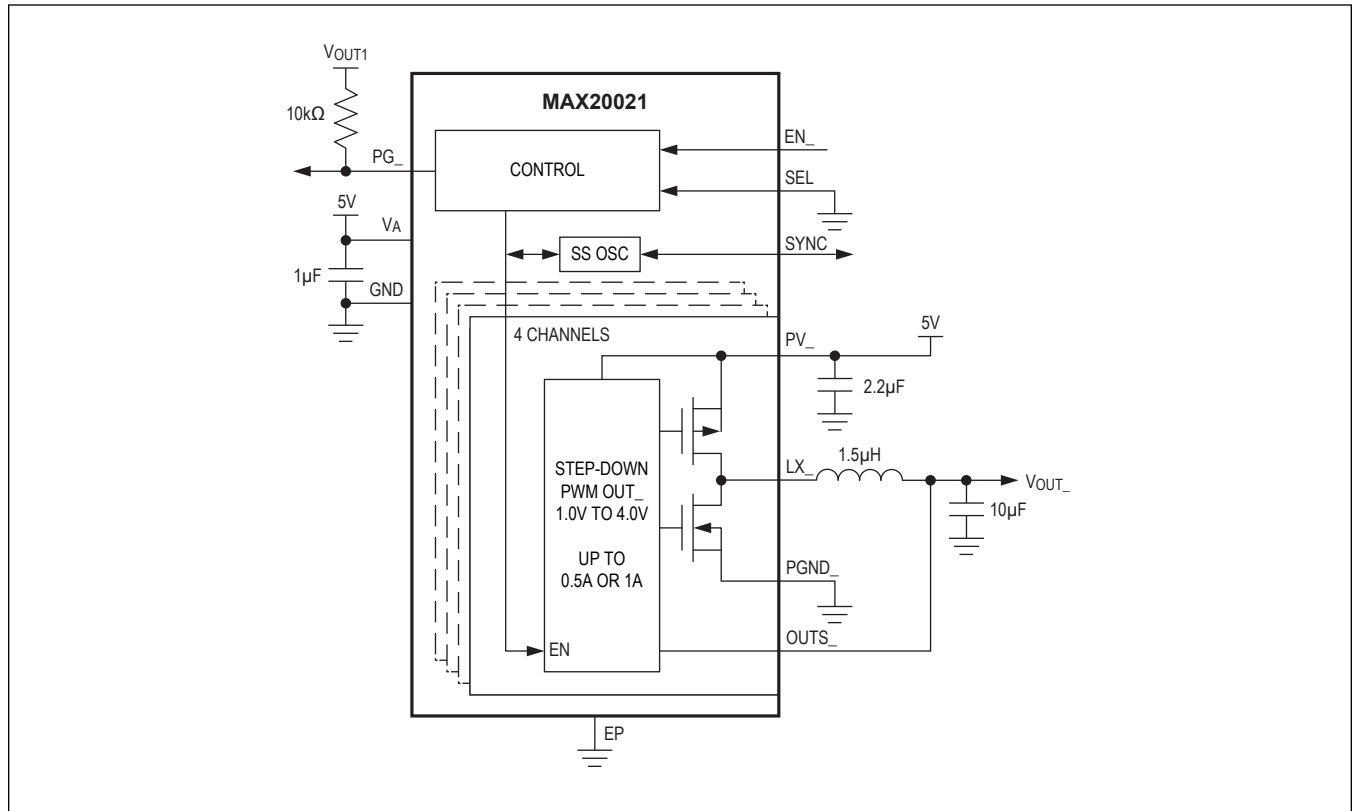 VOUT1
10kΩ
PG_
5V
VA
1µF
GND
MAX20021
CONTROL
EN_
SEL
SS OSC
SYNC
4 CHANNELS
PV_
5V
2.2µF
STEP-DOWN
PWM OUT_
1.0V TO 4.0V
UP TO
0.5A OR 1A
EN
LX_
1.5µH
VOUT_
10µF
PGND_
OUTS_
EP